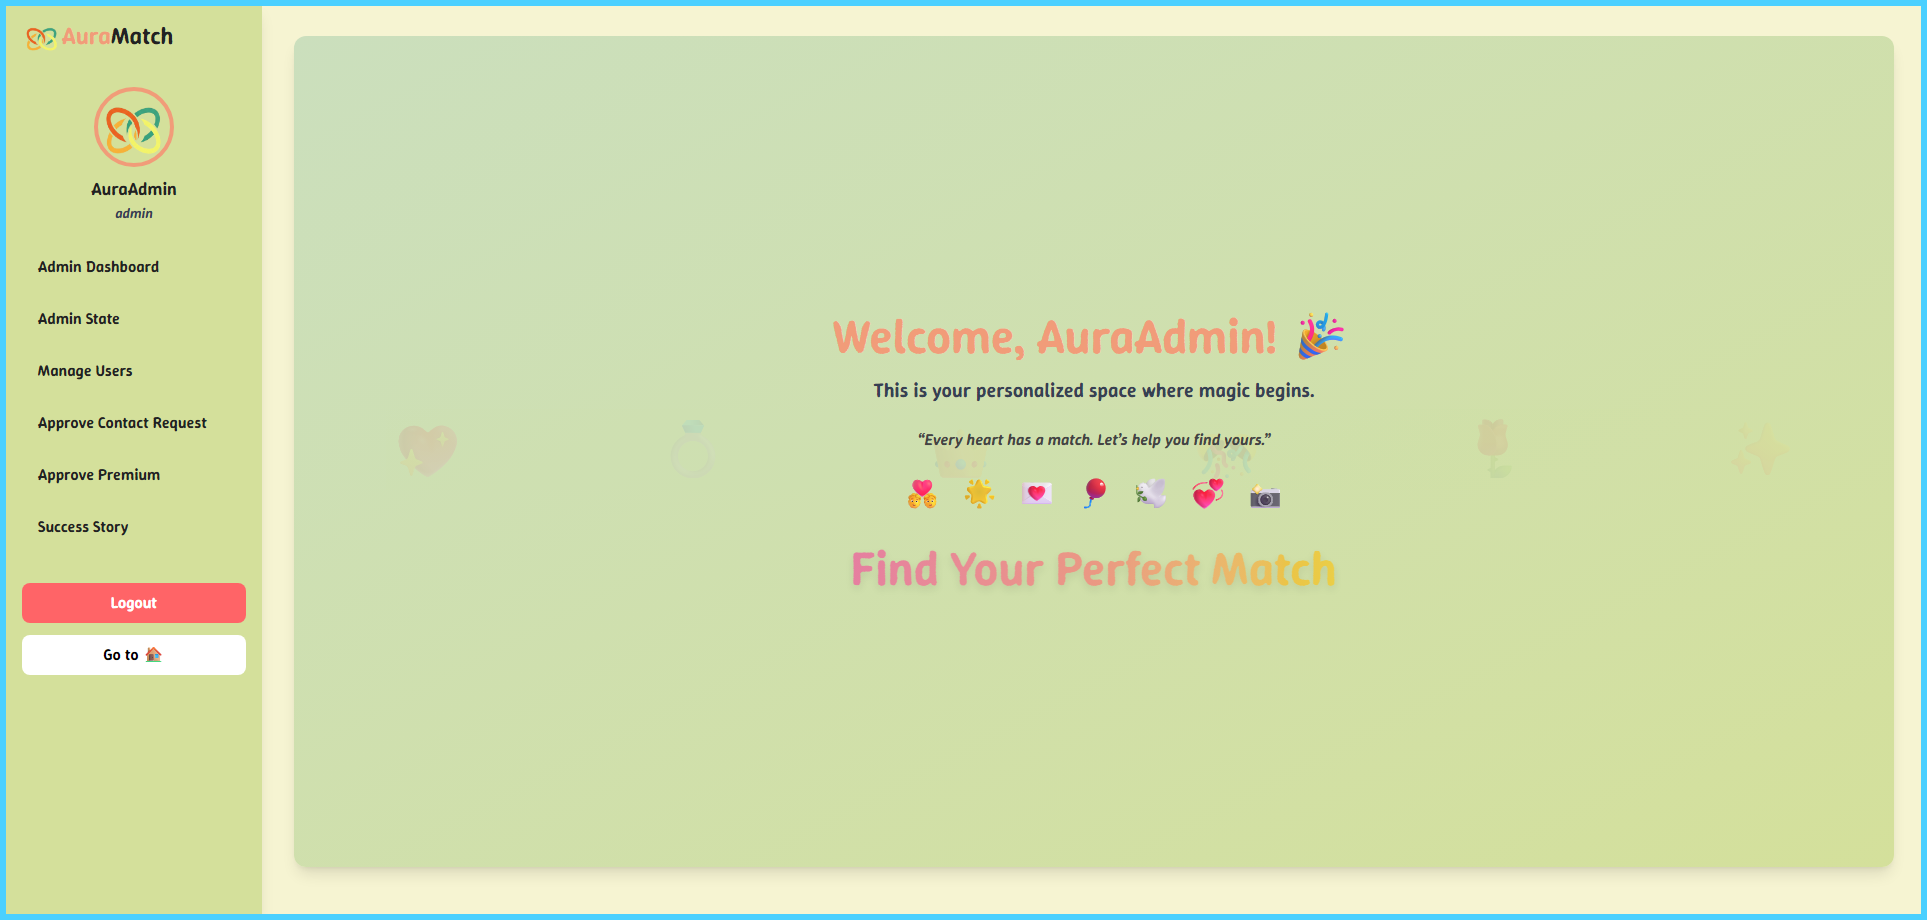 AuraMatch
AuraAdmin
admin
Admin Dashboard
Admin State
Manage Users
Approve Contact Request
Approve Premium
Success Story
Logout
Go to 🏠
Welcome, AuraAdmin! 🎉
This is your personalized space where magic begins.
“Every heart has a match. Let’s help you find yours.”
Find Your Perfect Match